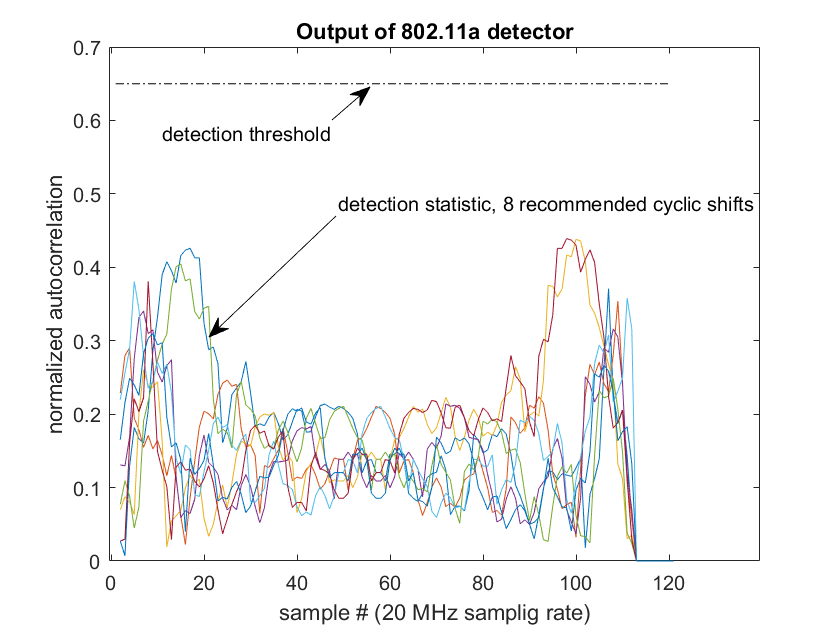 Output of 802.11a detector
0.7
0.6
0.5
0.4
0.3
0.2
0.1
0
normalized autocorrelation
detection threshold
detection statistic, 8 recommended cyclic shifts
0 20 40 60 80 100 120
sample # (20 MHz samplig rate)